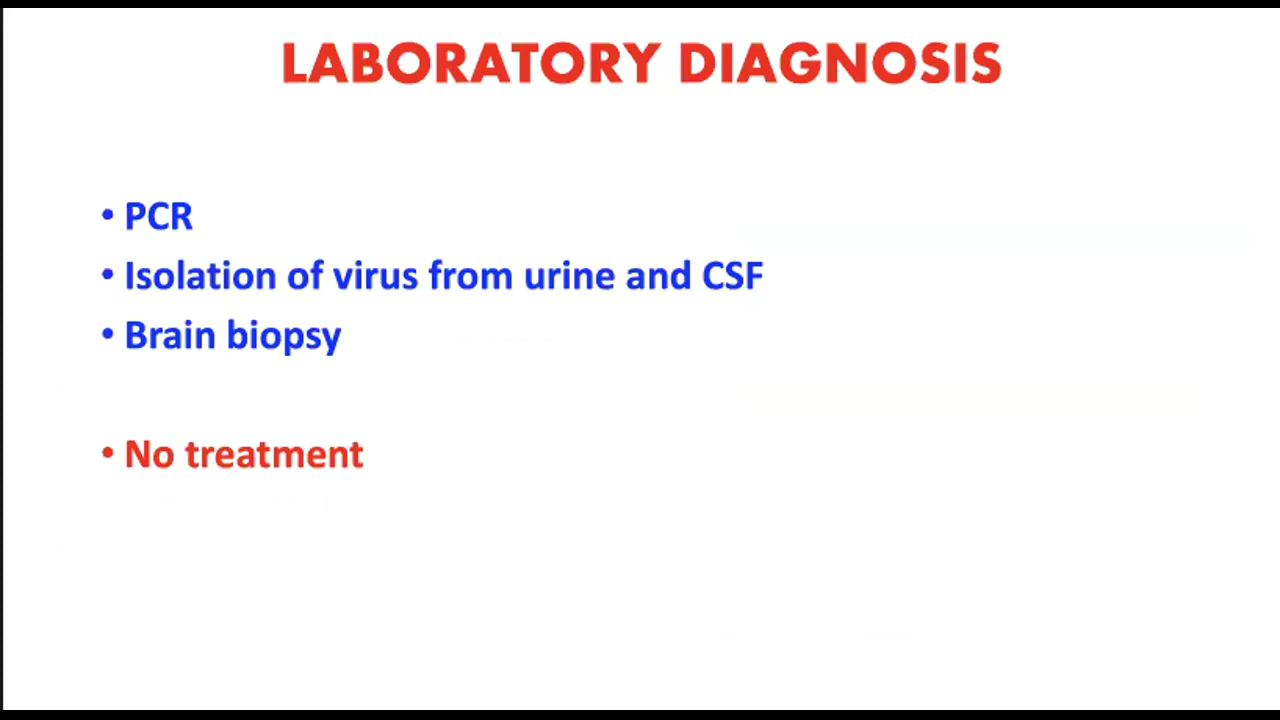 LABORATORY DIAGNOSIS
• PCR
• Isolation of virus from urine and CSF
• Brain biopsy
• No treatment